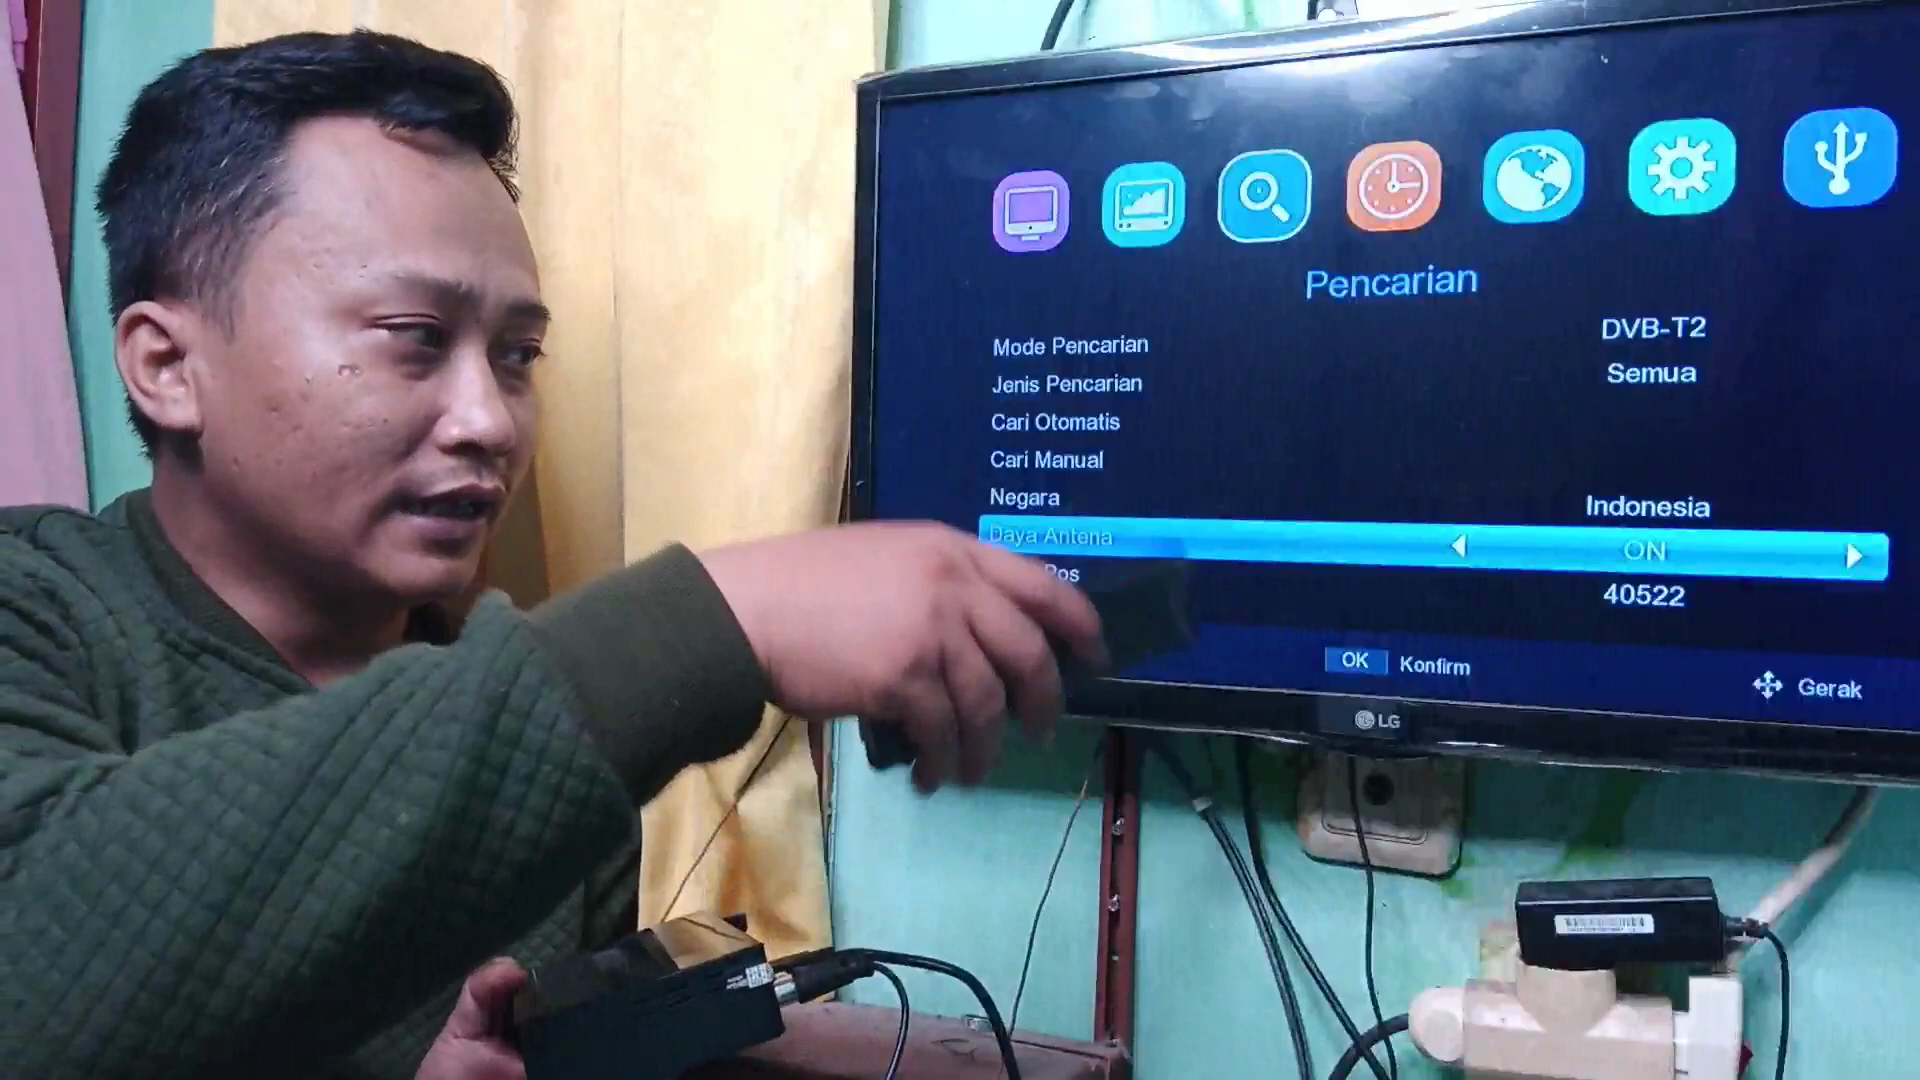 Pencarian
Mode Pencarian DVB-T2
Jenis Pencarian Semua
Cari Otomatis
Cari Manual
Negara Indonesia
Daya Antena ON
Pos 40522
OK Konfirm
Gerak
LG